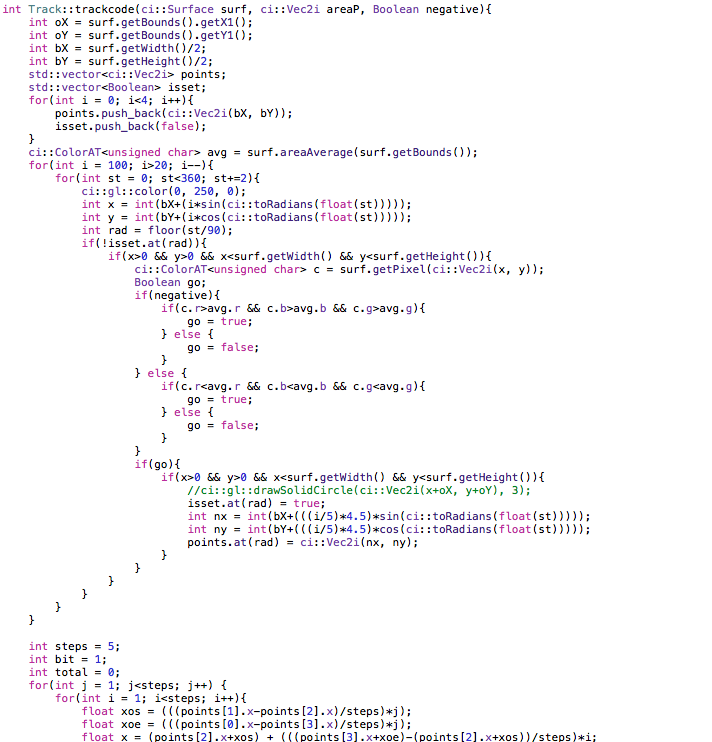 int Track::trackcode(ci::Surface surf, ci::Vec2i areaP, Boolean negative){
    int oX = surf.getBounds().getX1();
    int oY = surf.getBounds().getY1();
    int bX = surf.getWidth()/2;
    int bY = surf.getHeight()/2;
    std::vector<ci::Vec2i> points;
    std::vector<Boolean> isset;
    for(int i = 0; i<4; i++){
        points.push_back(ci::Vec2i(bX, bY));
        isset.push_back(false);
    }
    ci::ColorAT<unsigned char> avg = surf.areaAverage(surf.getBounds());
    for(int i = 100; i>20; i--){
        for(int st = 0; st<360; st+=2){
            ci::gl::color(0, 250, 0);
            int x = int(bX+(i*sin(ci::toRadians(float(st)))));
            int y = int(bY+(i*cos(ci::toRadians(float(st)))));
            int rad = floor(st/90);
            if(!isset.at(rad)){
                if(x>0 && y>0 && x<surf.getWidth() && y<surf.getHeight()){
                    ci::ColorAT<unsigned char> c = surf.getPixel(ci::Vec2i(x, y));
                    Boolean go;
                    if(negative){
                        if(c.r>avg.r && c.b>avg.b && c.g>avg.g){
                            go = true;
                        } else {
                            go = false;
                        }
                    } else {
                        if(c.r<avg.r && c.b<avg.b && c.g<avg.g){
                            go = true;
                        } else {
                            go = false;
                        }
                    }
                    if(go){
                        if(x>0 && y>0 && x<surf.getWidth() && y<surf.getHeight()){
                            //ci::gl::drawSolidCircle(ci::Vec2i(x+oX, y+oY), 3);
                            isset.at(rad) = true;
                            int nx = int(bX+(((i/5)*4.5)*sin(ci::toRadians(float(st)))));
                            int ny = int(bY+(((i/5)*4.5)*cos(ci::toRadians(float(st)))));
                            points.at(rad) = ci::Vec2i(nx, ny);
                        }
                    }
                }
            }
        }
    }

    int steps = 5;
    int bit = 1;
    int total = 0;
    for(int j = 1; j<steps; j++) {
        for(int i = 1; i<steps; i++){
            float xos = (((points[1].x-points[2].x)/steps)*j);
            float xoe = (((points[0].x-points[3].x)/steps)*j);
            float x = (points[2].x+xos) + (((points[3].x+xoe)-(points[2].x+xos))/steps)*i;